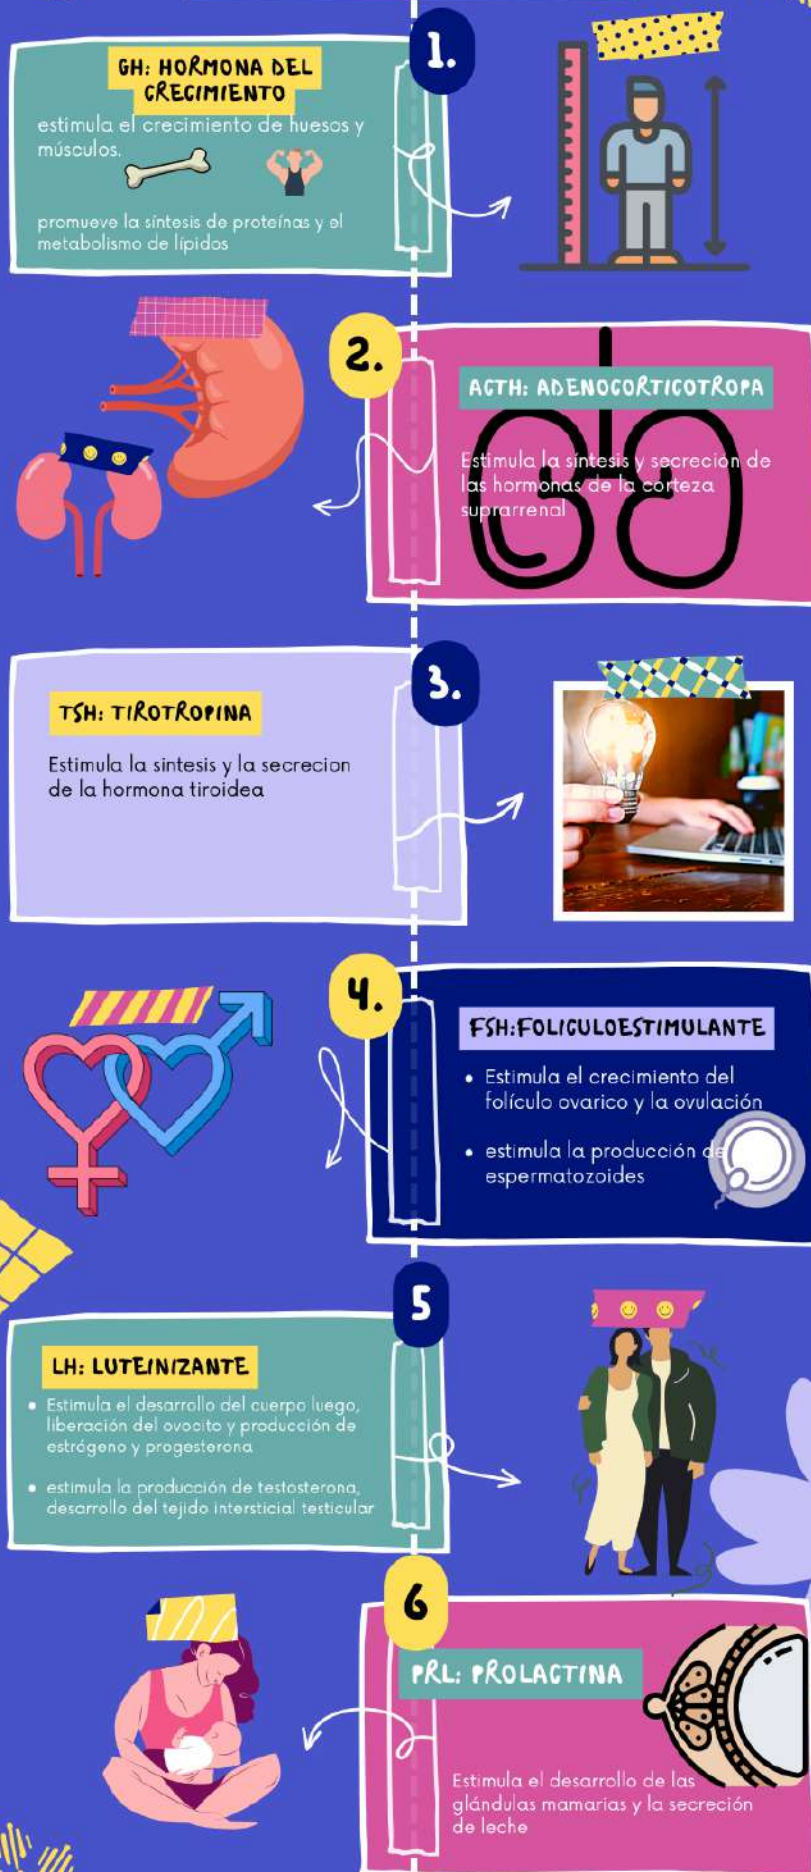 1.
GH: HORMONA DEL
CRECIMIENTO
estimula el crecimiento de huesos y
músculos.
promueve la síntesis de proteínas y el
metabolismo de lípidos
2.
ACTH: ADENOCORTICOTROPA
Estimula la síntesis y secreción de
las hormonas de la corteza
suprarrenal
3.
TSH: TIROTROPINA
Estimula la sintesis y la secrecion
de la hormona tiroidea
4.
FSH:FOLICULOESTIMULANTE
• Estimula el crecimiento del
folículo ovarico y la ovulación
• estimula la producción de
espermatozoides
5
LH: LUTEINIZANTE
• Estimula el desarrollo del cuerpo luego,
liberación del ovocito y producción de
estrógeno y progesterona
• estimula la producción de testosterona,
desarrollo del tejido intersticial testicular
6
PRL: PROLACTINA
Estimula el desarrollo de las
glándulas mamarias y la secreción
de leche